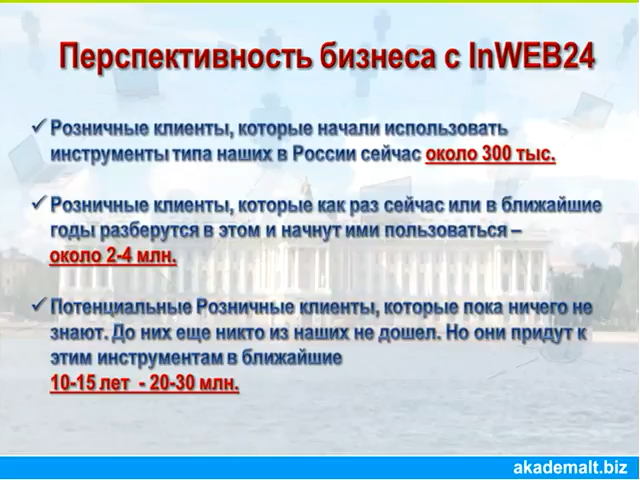 Перспективность бизнеса с InWEB24
✓ Розничные клиенты, которые начали использовать
инструменты типа наших в России сейчас около 300 тыс.
✓ Розничные клиенты, которые как раз сейчас или в ближайшие
годы разберутся в этом и начнут ими пользоваться –
около 2-4 млн.
✓ Потенциальные Розничные клиенты, которые пока ничего не
знают. До них еще никто из наших не дошел. Но они придут к
этим инструментам в ближайшие
10-15 лет - 20-30 млн.
akademalt.biz